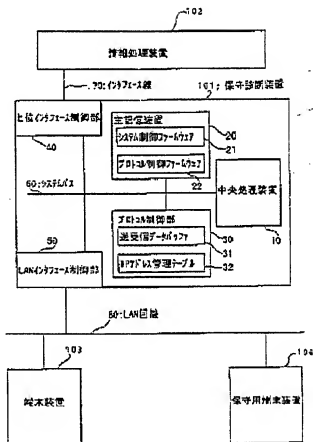 102
情報処理装置
70:インタフェース線
101:保守診断装置
上位インタフェース制御部
40
主記憶装置
システム制御ファームウェア
20
21
プロトコル制御ファームウェア
22
60:システムバス
中央処理装置
10
50
LANインタフェース制御部
プロトコル制御部
送受信データバッファ
30
31
IPアドレス管理テーブル
32
80:LAN回線
103
端末装置
104
保守用端末装置